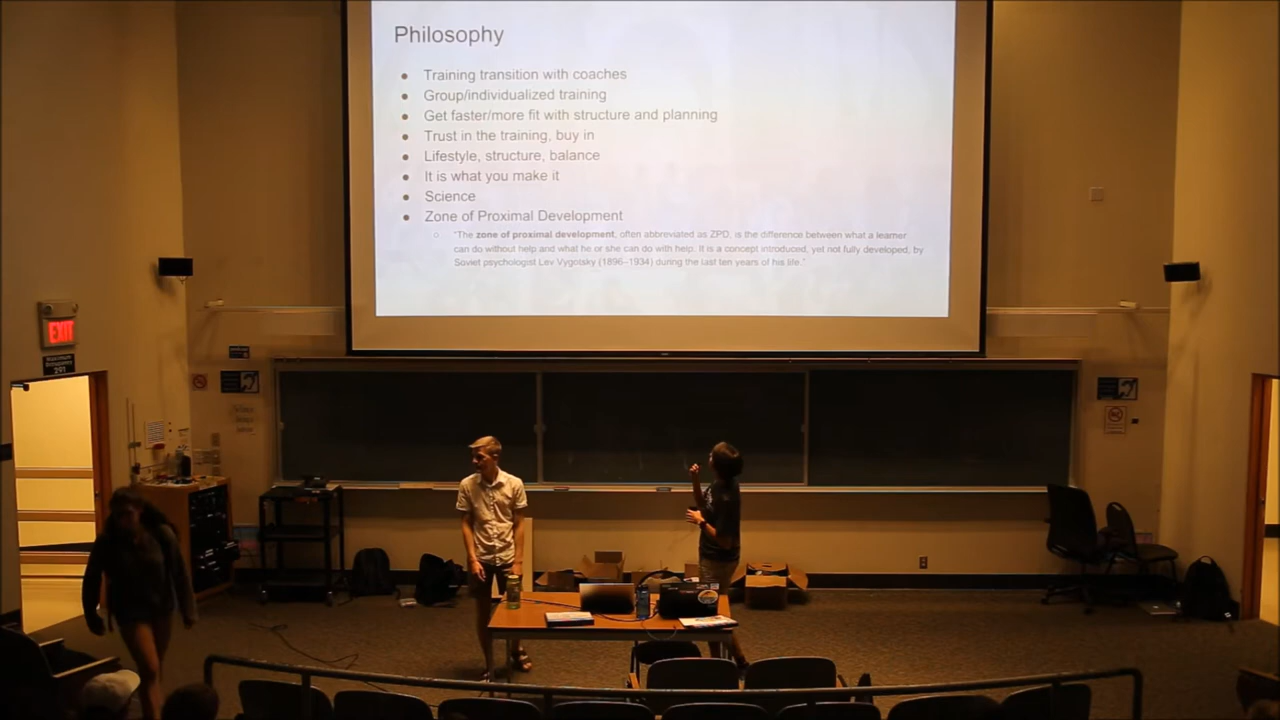 Philosophy
● Training transition with coaches
● Group/individualized training
● Get faster/more fit with structure and planning
● Trust in the training, buy in
● Lifestyle, structure, balance
● It is what you make it
● Science
● Zone of Proximal Development
○ "The zone of proximal development, often abbreviated as ZPD, is the difference between what a learner
can do without help and what he or she can do with help. It is a concept introduced, yet not fully developed, by
Soviet psychologist Lev Vygotsky (1896–1934) during the last ten years of his life."
EXIT
291